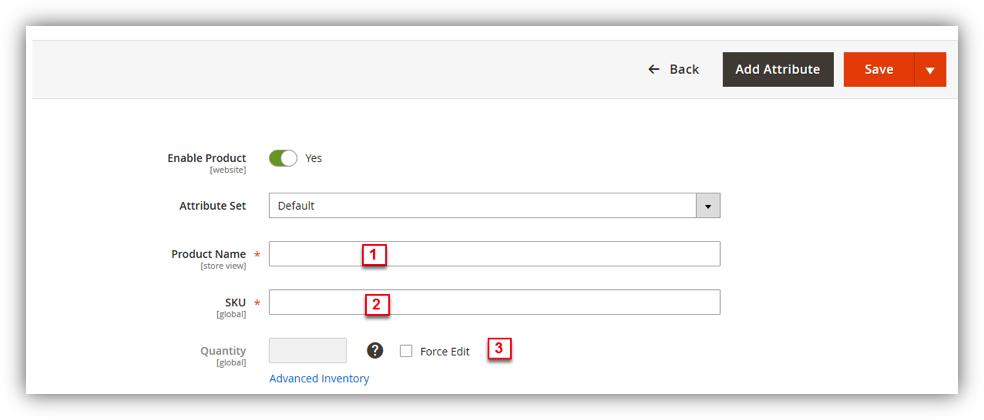 ← Back Add Attribute Save
Enable Product Yes
[website]
Attribute Set Default
Product Name * 1
[store view]
SKU * 2
[global]
Quantity ? Force Edit 3
[global]
Advanced Inventory